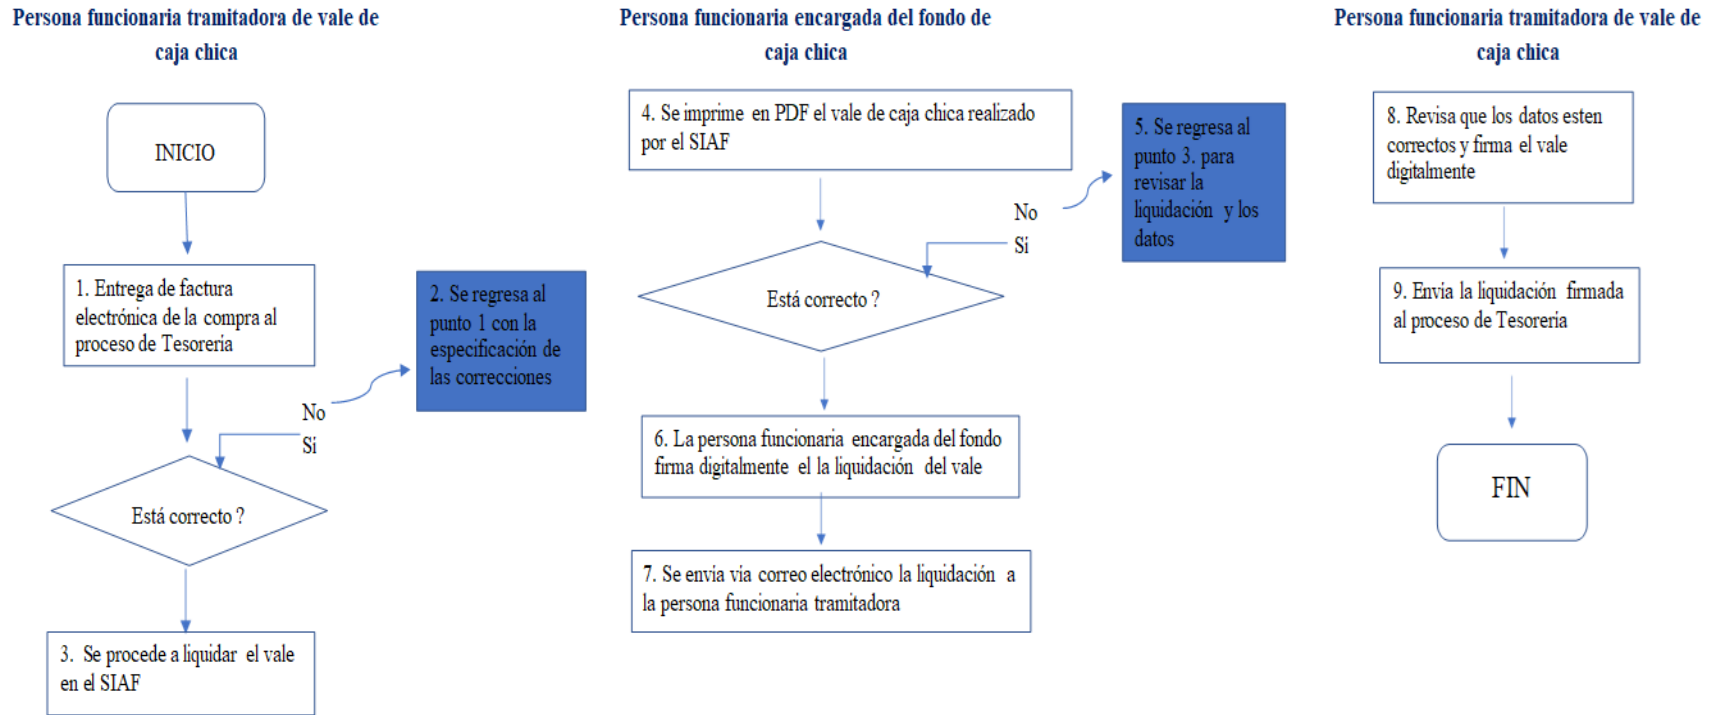 Persona funcionaria tramitadora de vale de
caja chica
INICIO
1. Entrega de factura
electrónica de la compra al
proceso de Tesoreria
2. Se regresa al
punto 1 con la
especificación de
las correcciones
No
Si
Está correcto ?
3. Se procede a liquidar el vale
en el SIAF
Persona funcionaria encargada del fondo de
caja chica
4. Se imprime en PDF el vale de caja chica realizado
por el SIAF
5. Se regresa al
punto 3. para
revisar la
liquidación y los
datos
No
Si
Está correcto ?
6. La persona funcionaria encargada del fondo
firma digitalmente el la liquidación del vale
7. Se envía via correo electrónico la liquidación a
la persona funcionaria tramitadora
Persona funcionaria tramitadora de vale de
caja chica
8. Revisa que los datos esten
correctos y firma el vale
digitalmente
9. Envia la liquidación firmada
al proceso de Tesoreria
FIN